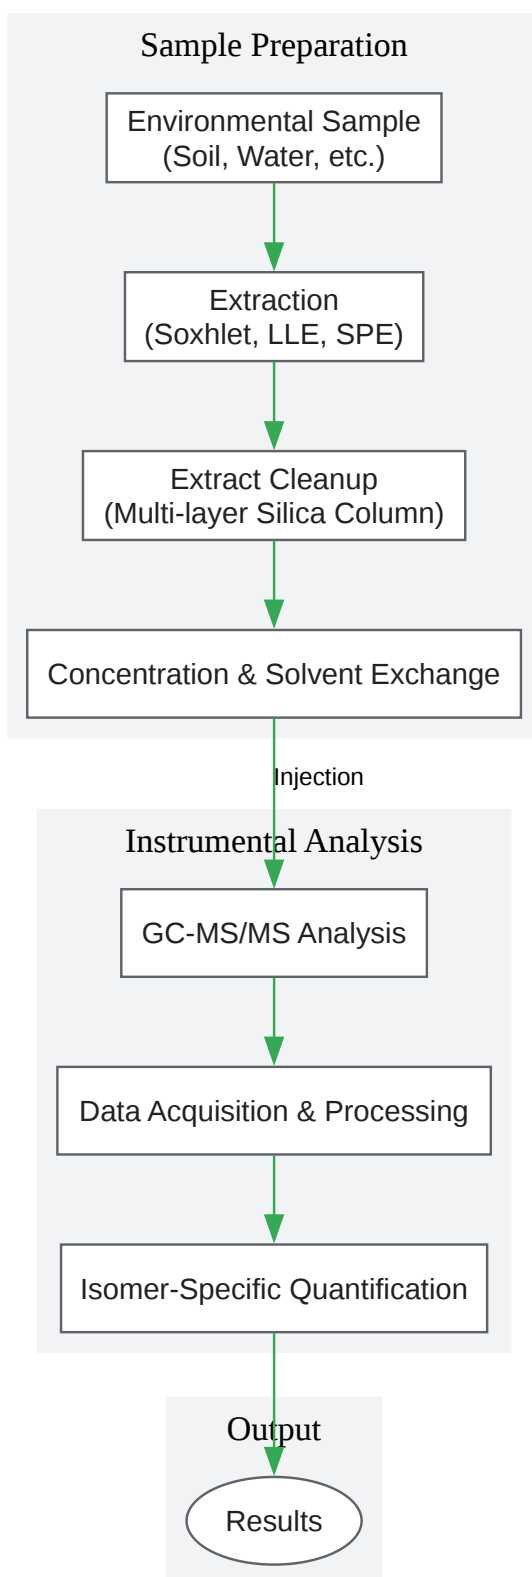 Sample Preparation
Environmental Sample
(Soil, Water, etc.)
Extraction
(Soxhlet, LLE, SPE)
Extract Cleanup
(Multi-layer Silica Column)
Concentration & Solvent Exchange
Injection
Instrumental Analysis
GC-MS/MS Analysis
Data Acquisition & Processing
Isomer-Specific Quantification
Output
Results